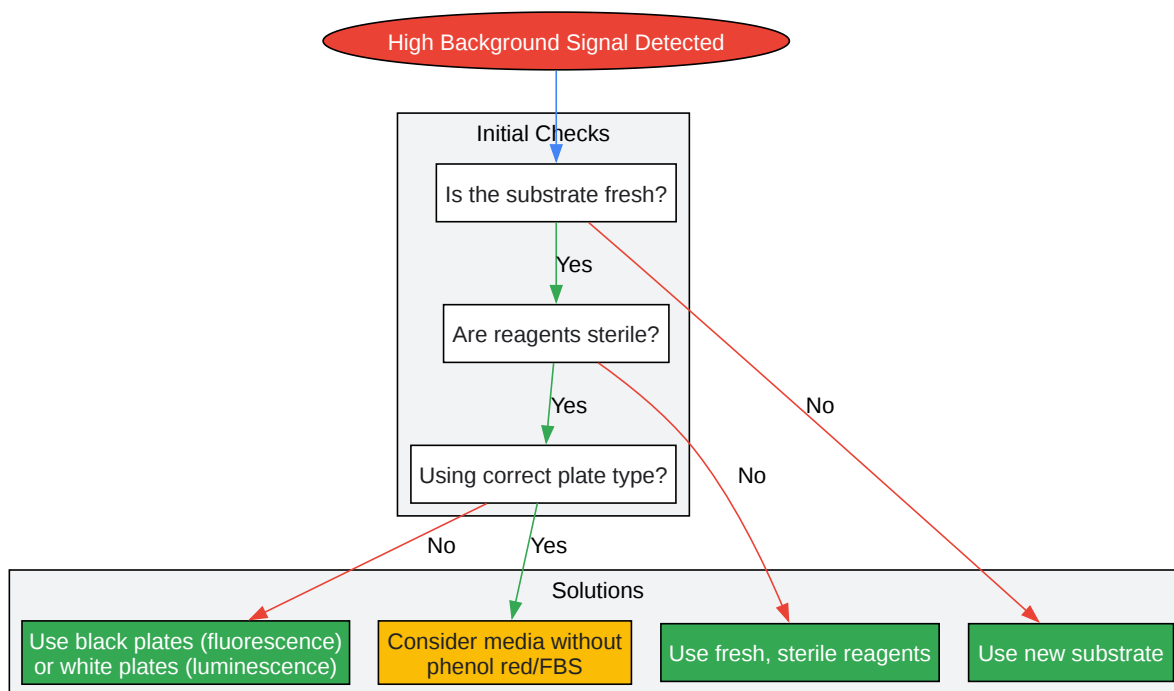 High Background Signal Detected
Initial Checks
Is the substrate fresh?
Yes
Are reagents sterile?
No
Yes
Using correct plate type?
No
No
Yes
Solutions
Use black plates (fluorescence)
or white plates (luminescence)
Consider media without
phenol red/FBS
Use fresh, sterile reagents
Use new substrate